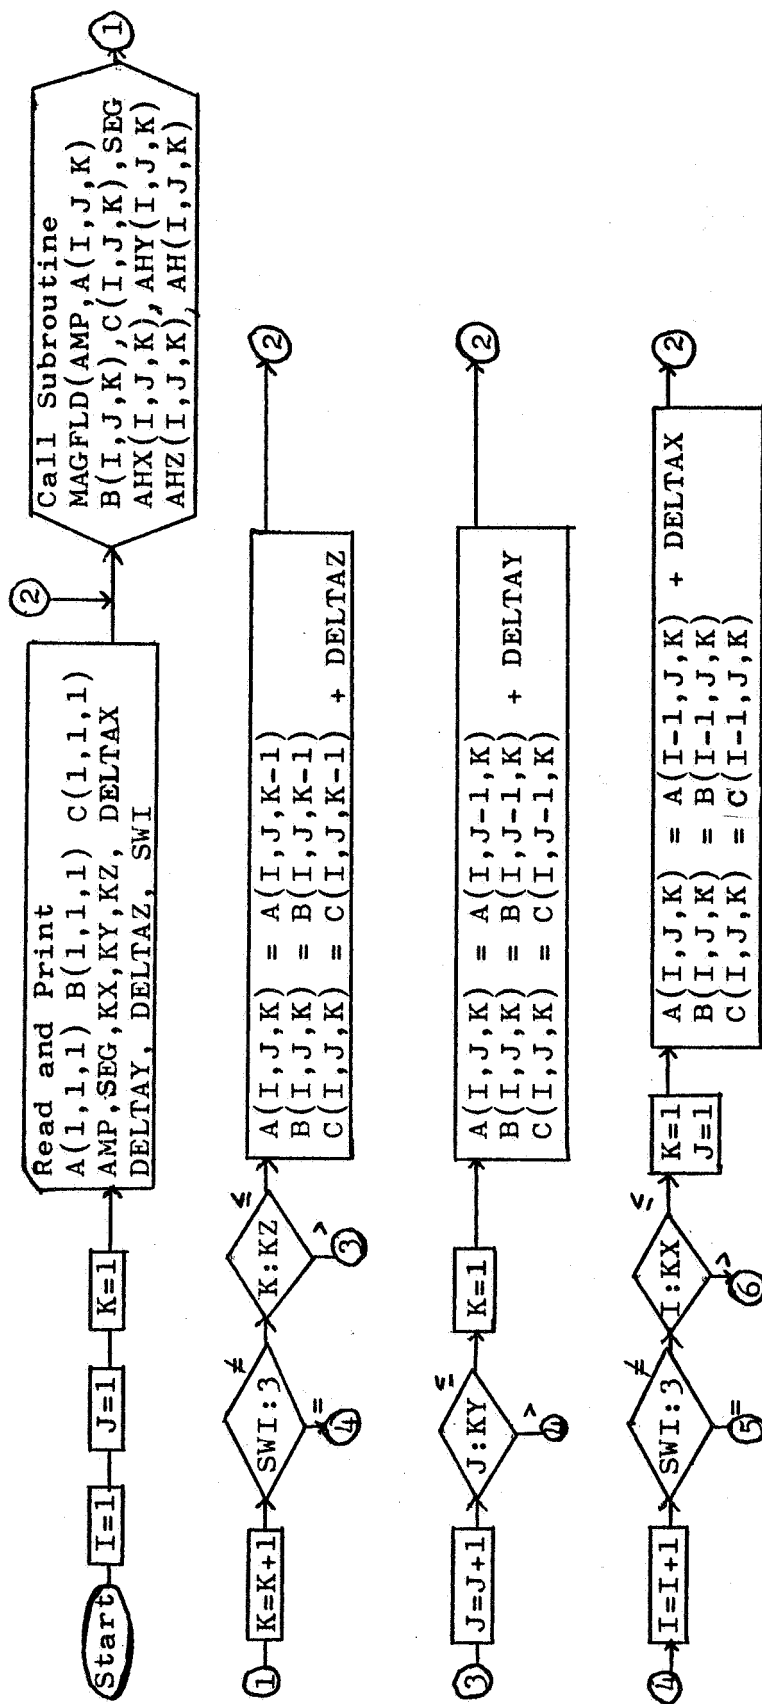 Start
I=1
J=1
K=1
Read and Print
A(1,1,1) B(1,1,1) C(1,1,1)
AMP,SEG,KX,KY,KZ, DELTAX
DELTAY, DELTAZ, SWI
2
Call Subroutine
MAGFLD(AMP,A(I,J,K)
B(I,J,K),C(I,J,K),SEG
AHX(I,J,K), AHY(I,J,K)
AHZ(I,J,K), AH(I,J,K)
1
1
K=K+1
SWI:3
≠
=
4
K:KZ
≤
>
3
A(I,J,K) = A(I,J,K-1)
B(I,J,K) = B(I,J,K-1)
C(I,J,K) = C(I,J,K-1) + DELTAZ
2
3
J=J+1
J:KY
≤
>
4
K=1
A(I,J,K) = A(I,J-1,K)
B(I,J,K) = B(I,J-1,K) + DELTAY
C(I,J,K) = C(I,J-1,K)
2
4
I=I+1
SWI:3
≠
=
5
I:KX
≤
>
6
K=1
J=1
A(I,J,K) = A(I-1,J,K) + DELTAX
B(I,J,K) = B(I-1,J,K)
C(I,J,K) = C(I-1,J,K)
2